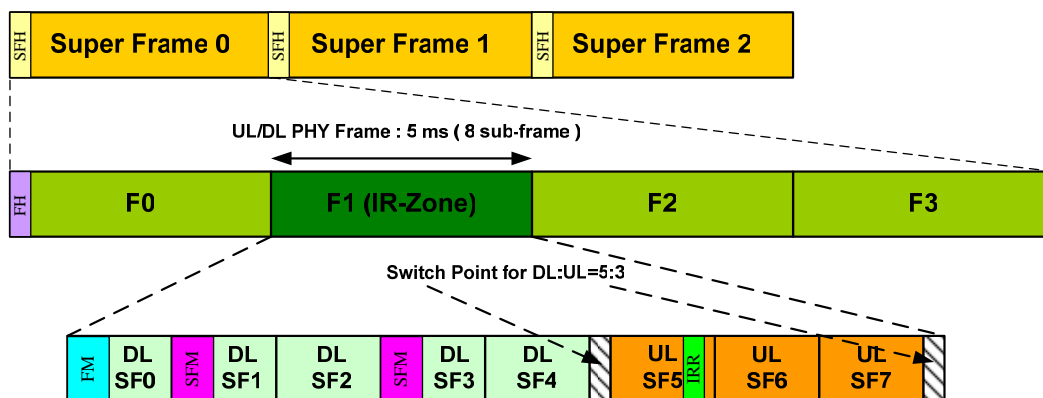 SFH Super Frame 0 SFH Super Frame 1 SFH Super Frame 2
UL/DL PHY Frame : 5 ms ( 8 sub-frame )
FH F0 F1 (IR-Zone) F2 F3
Switch Point for DL:UL=5:3
FM DL SF0 SFM DL SF1 DL SF2 SFM DL SF3 DL SF4 UL SF5 IRR UL SF6 UL SF7